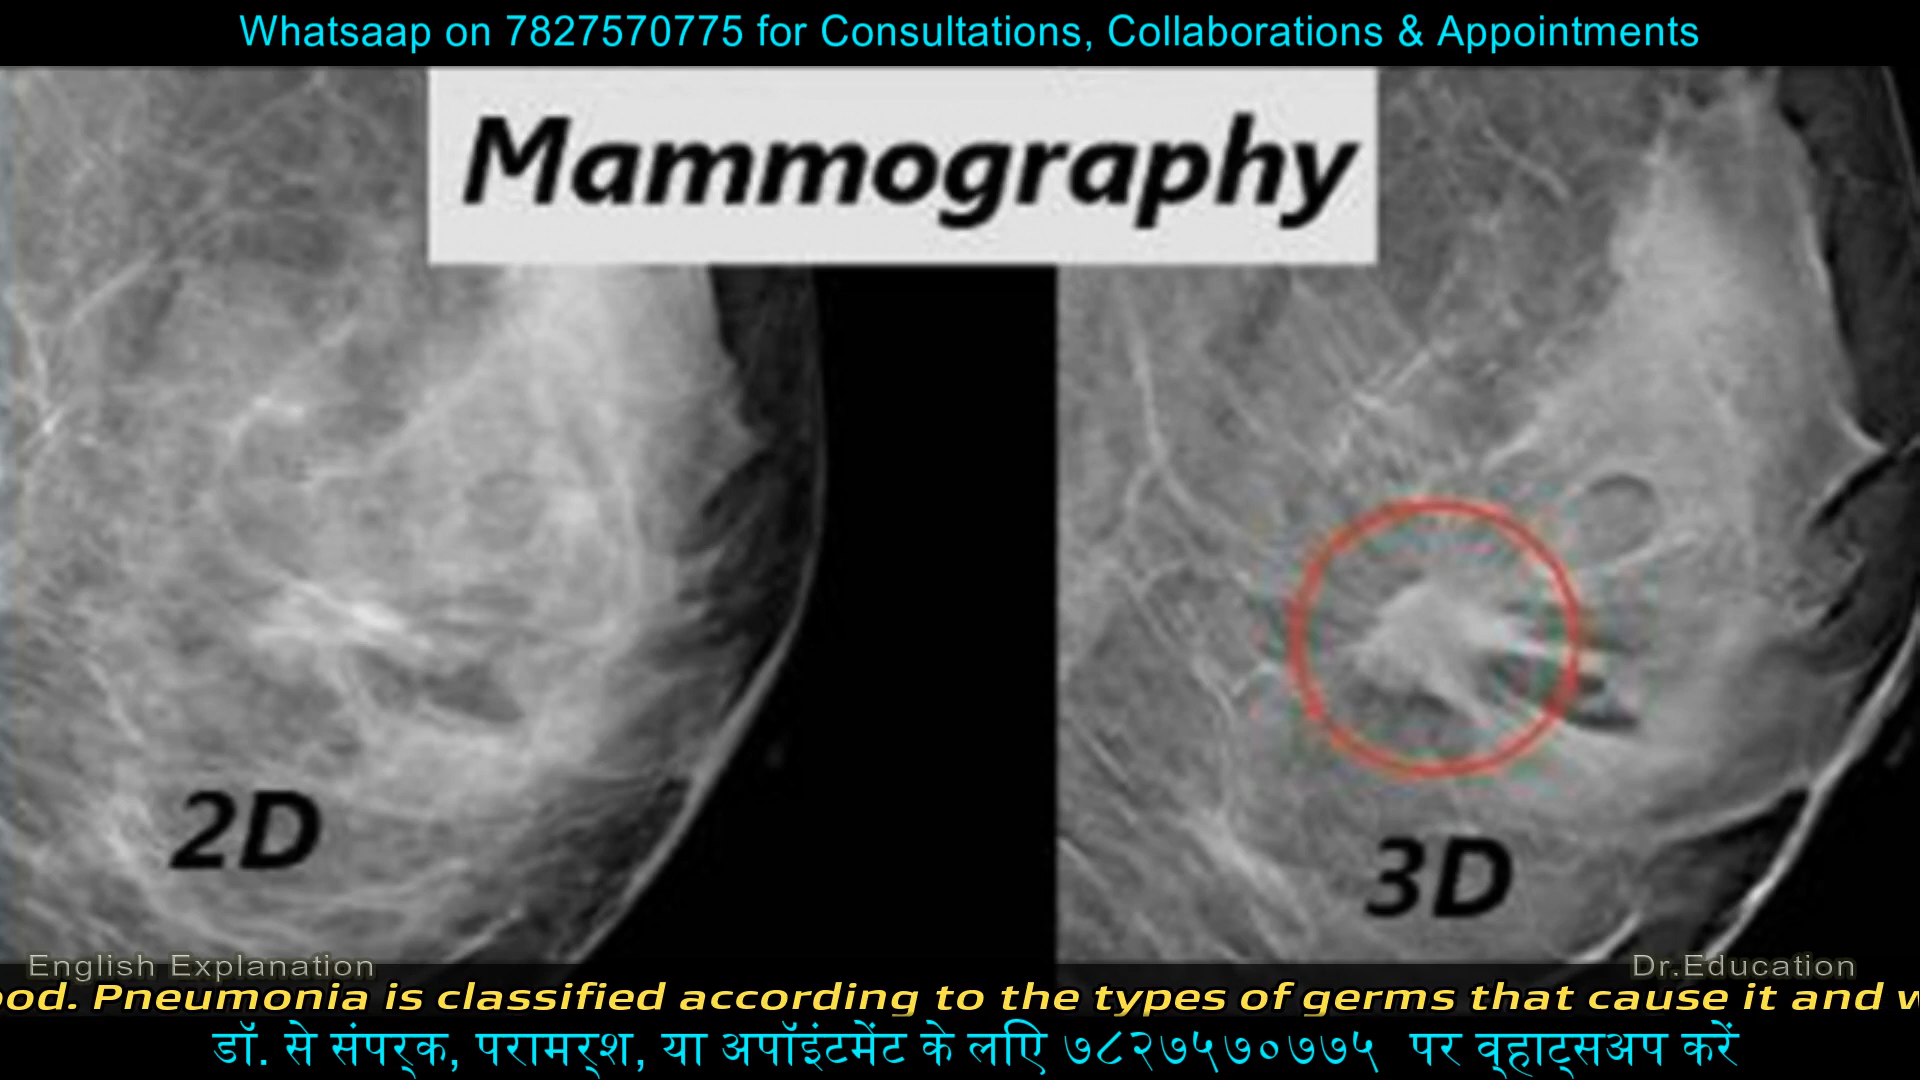 Whatsaap on 7827570775 for Consultations, Collaborations & Appointments
Mammography
2D
3D
English Explanation
Dr.Education
ood. Pneumonia is classified according to the types of germs that cause it and w
डॉ. से संपर्क, परामर्श, या अपॉइंटमेंट के लिए ७८२७५७०७७५ पर व्हाट्सअप करें